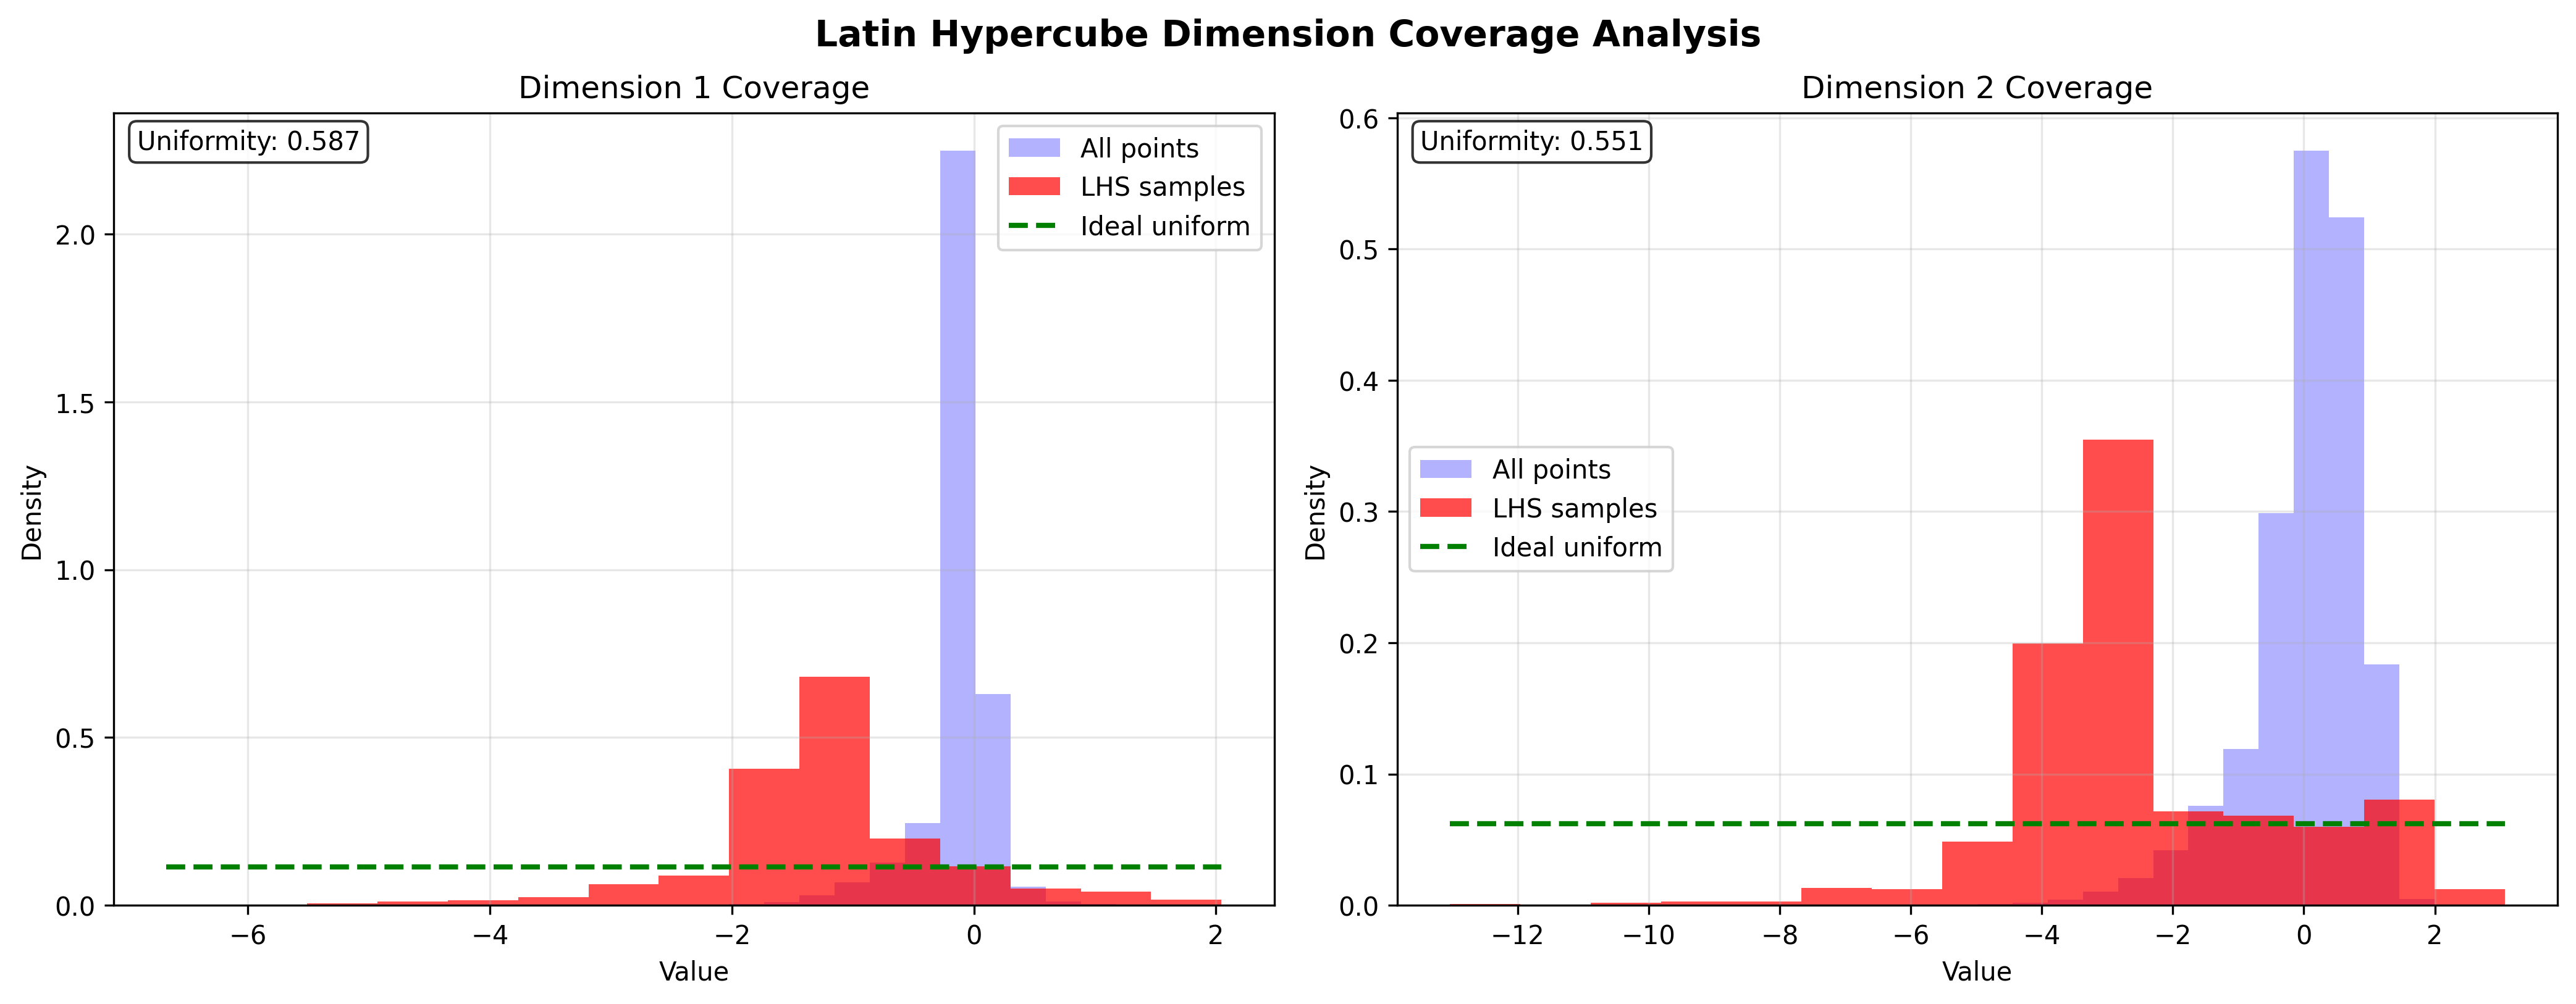 Latin Hypercube Dimension Coverage Analysis
Dimension 1 Coverage
Uniformity: 0.587
All points
LHS samples
Ideal uniform
Density
2.0
1.5
1.0
0.5
0.0
−6 −4 −2 0 2
Value
Dimension 2 Coverage
Uniformity: 0.551
All points
LHS samples
Ideal uniform
Density
0.6
0.5
0.4
0.3
0.2
0.1
0.0
−12 −10 −8 −6 −4 −2 0 2
Value